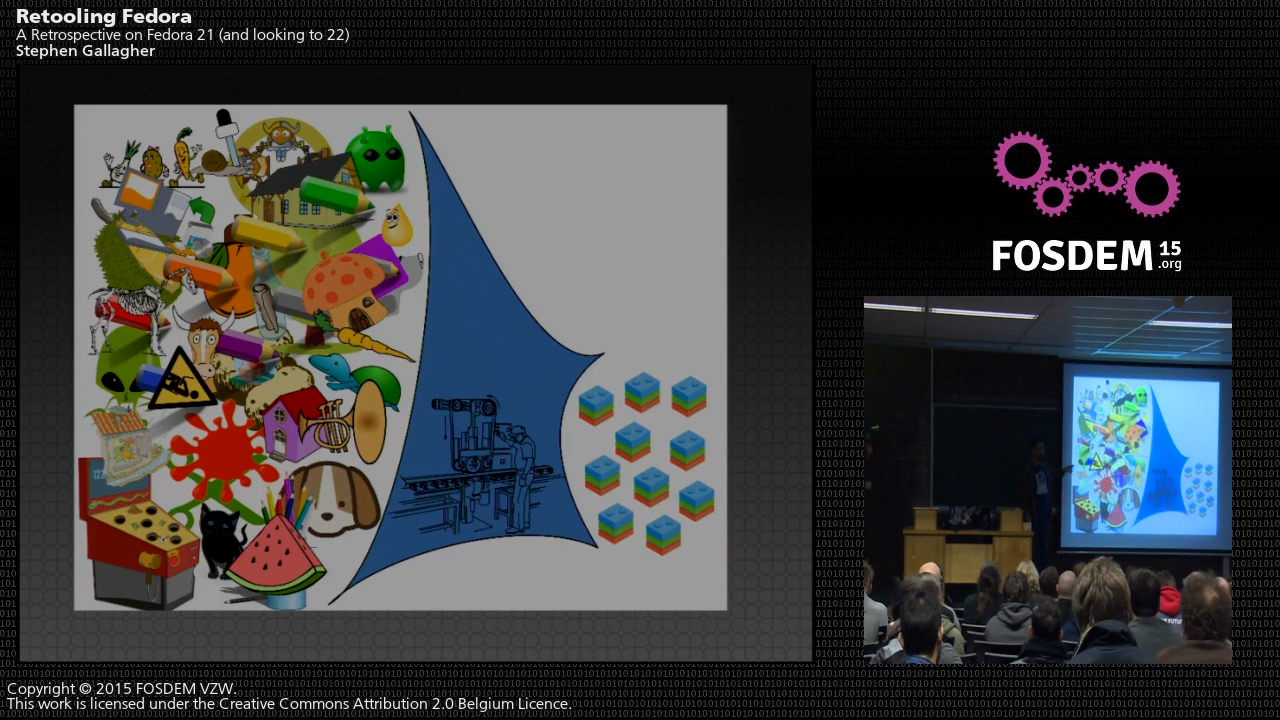 Retooling Fedora
A Retrospective on Fedora 21 (and looking to 22)
Stephen Gallagher
FOSDEM 15
.org
Copyright © 2015 FOSDEM VZW.
This work is licensed under the Creative Commons Attribution 2.0 Belgium Licence.